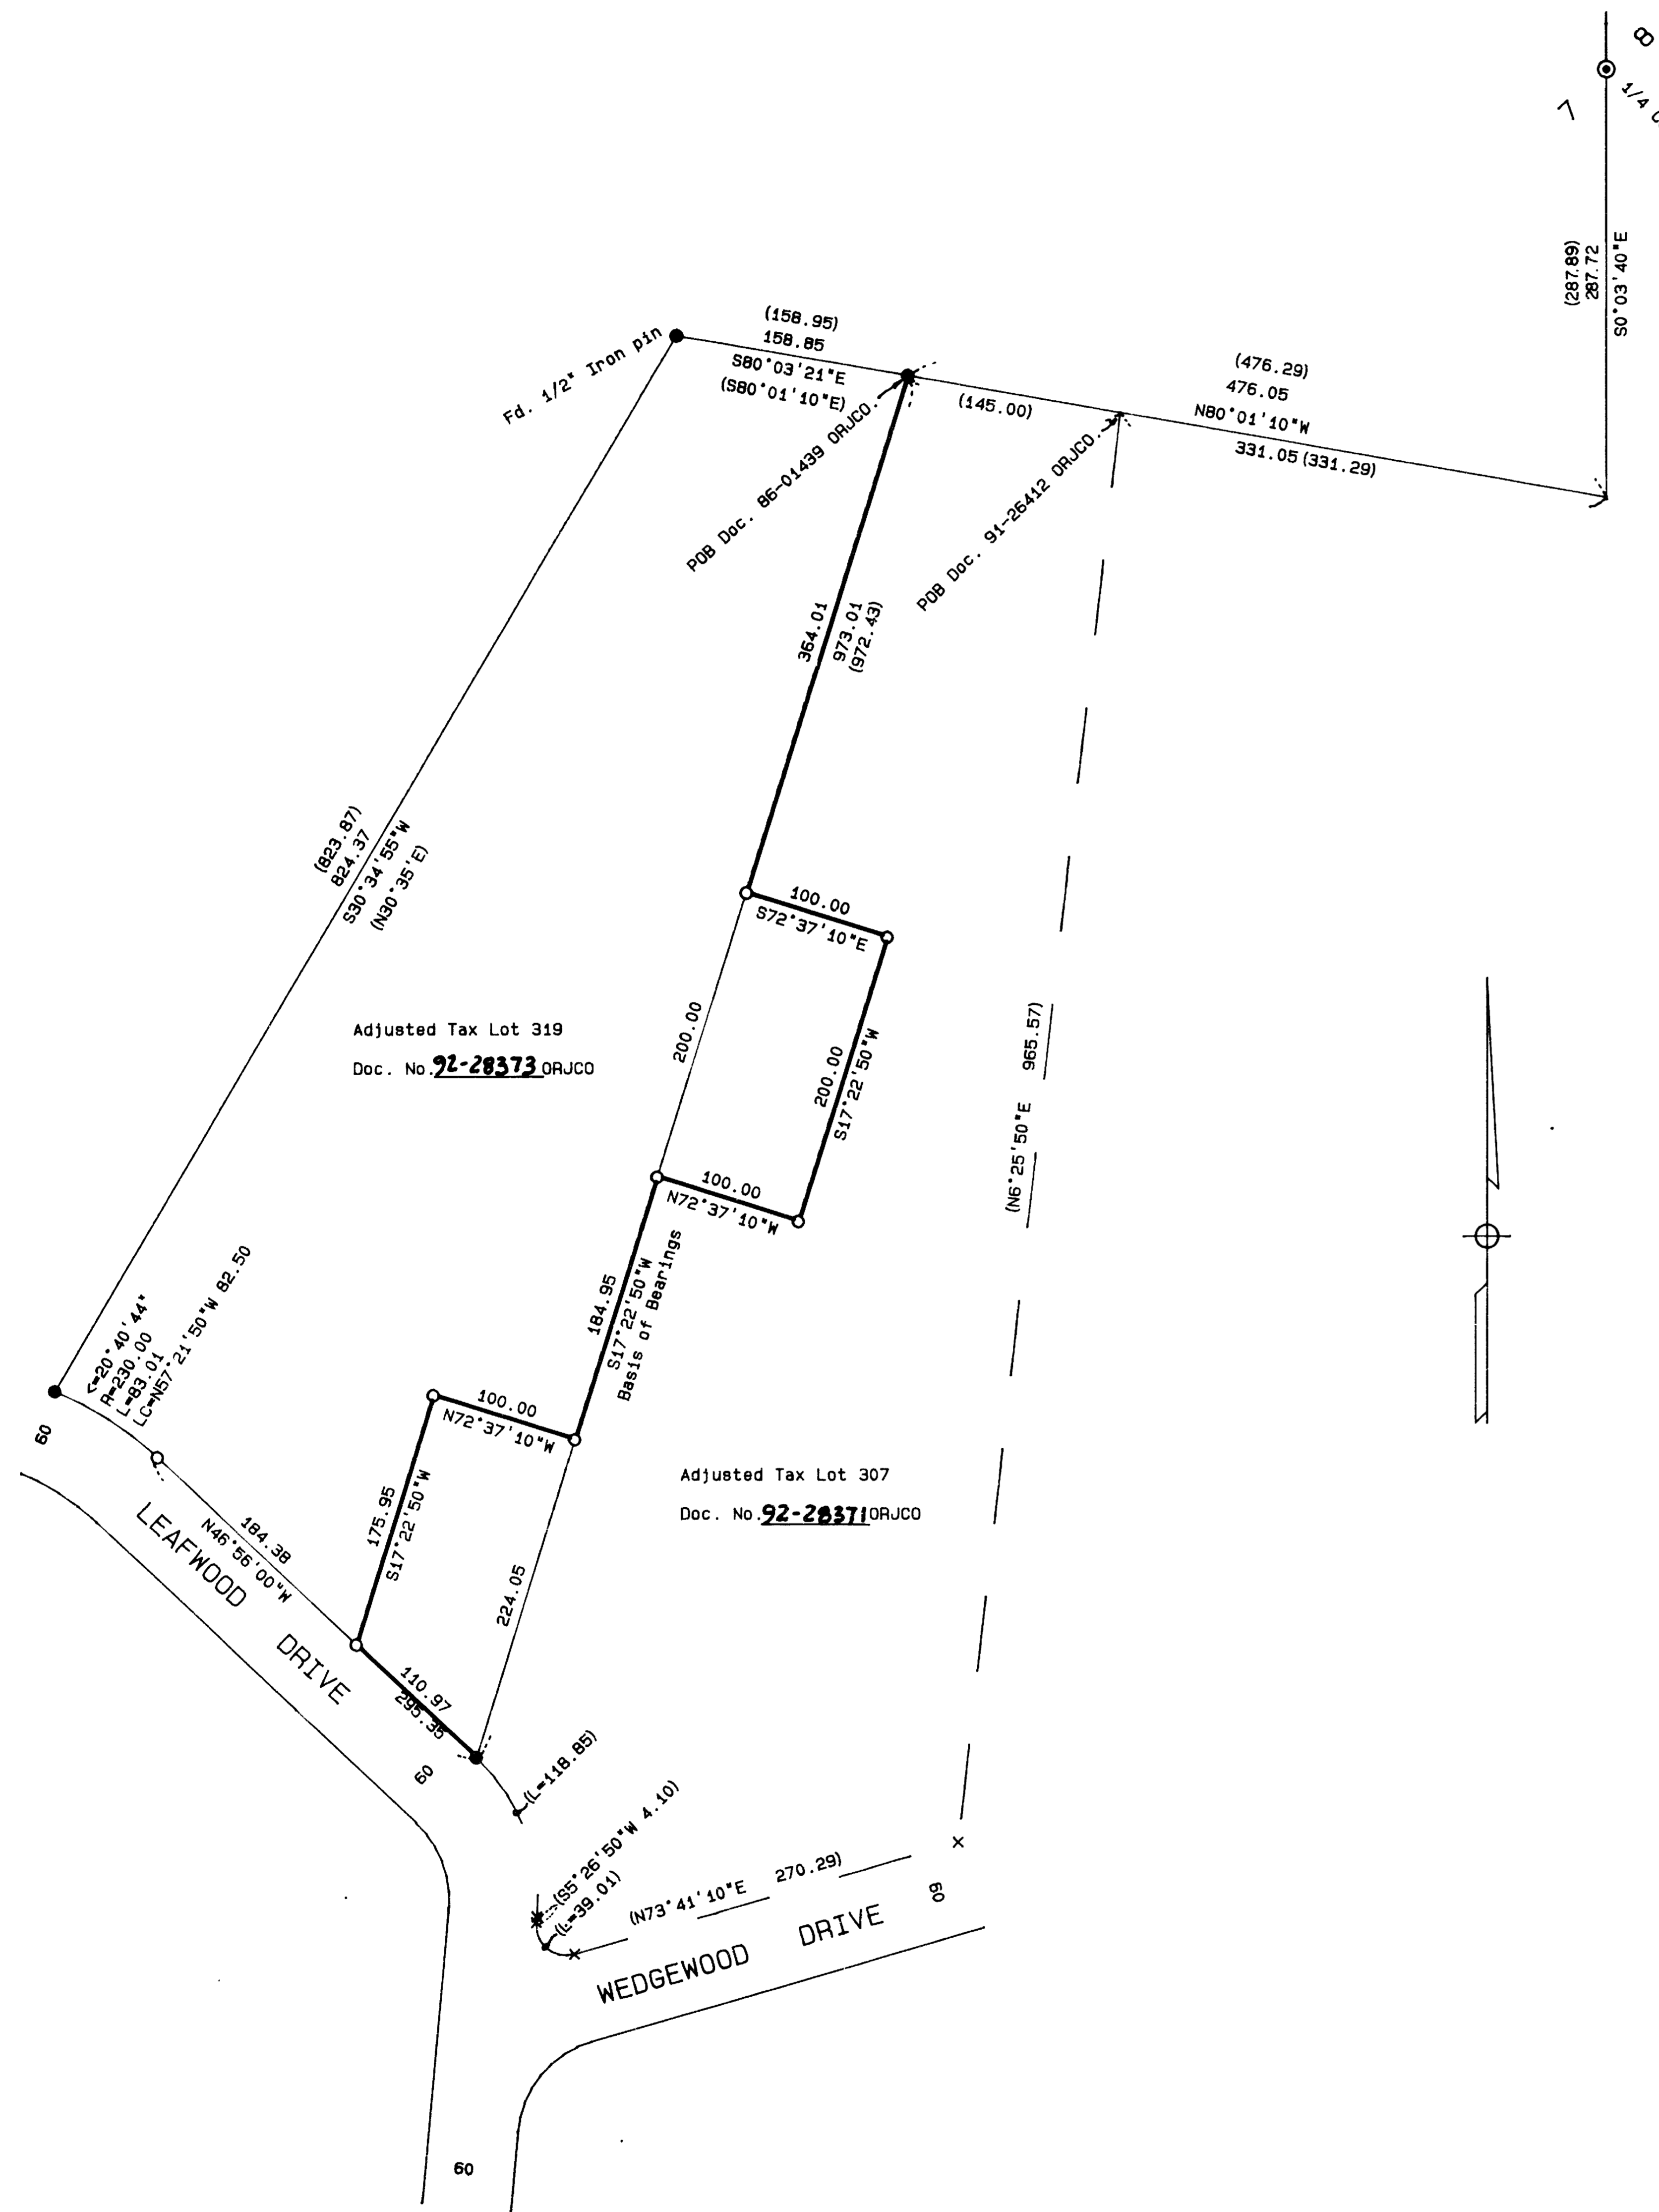 8
7
1/4
(287.89)
287.72
S0°03'40"E
Fd. 1/2" Iron pin
(158.95)
158.85
S80°03'21"E
(S80°01'10"E)
(145.00)
(476.29)
476.05
N80°01'10"W
331.05 (331.29)
POB Doc. 86-01439 ORJCO.
POB Doc. 91-26412 ORJCO.
364.01
973.01
(972.43)
(823.87)
824.37
S30°34'55"W
(N30°35'E)
100.00
S72°37'10"E
200.00
200.00
S17°22'50"W
(N6°25'50"E 965.57)
Adjusted Tax Lot 319
Doc. No. 92-28373 ORJCO
100.00
N72°37'10"W
184.95
S17°22'50"W
Basis of Bearings
<=20°40'44"
R=230.00
L=83.01
LC=N57°21'50"W 82.50
60
100.00
N72°37'10"W
175.95
S17°22'50"W
224.05
Adjusted Tax Lot 307
Doc. No. 92-28371 ORJCO
184.38
N46°56'00"W
LEAFWOOD DRIVE
110.97
295.35
60
(L=118.85)
(S5°26'50"W 4.10)
(L=39.01)
(N73°41'10"E 270.29)
60
WEDGEWOOD DRIVE
60